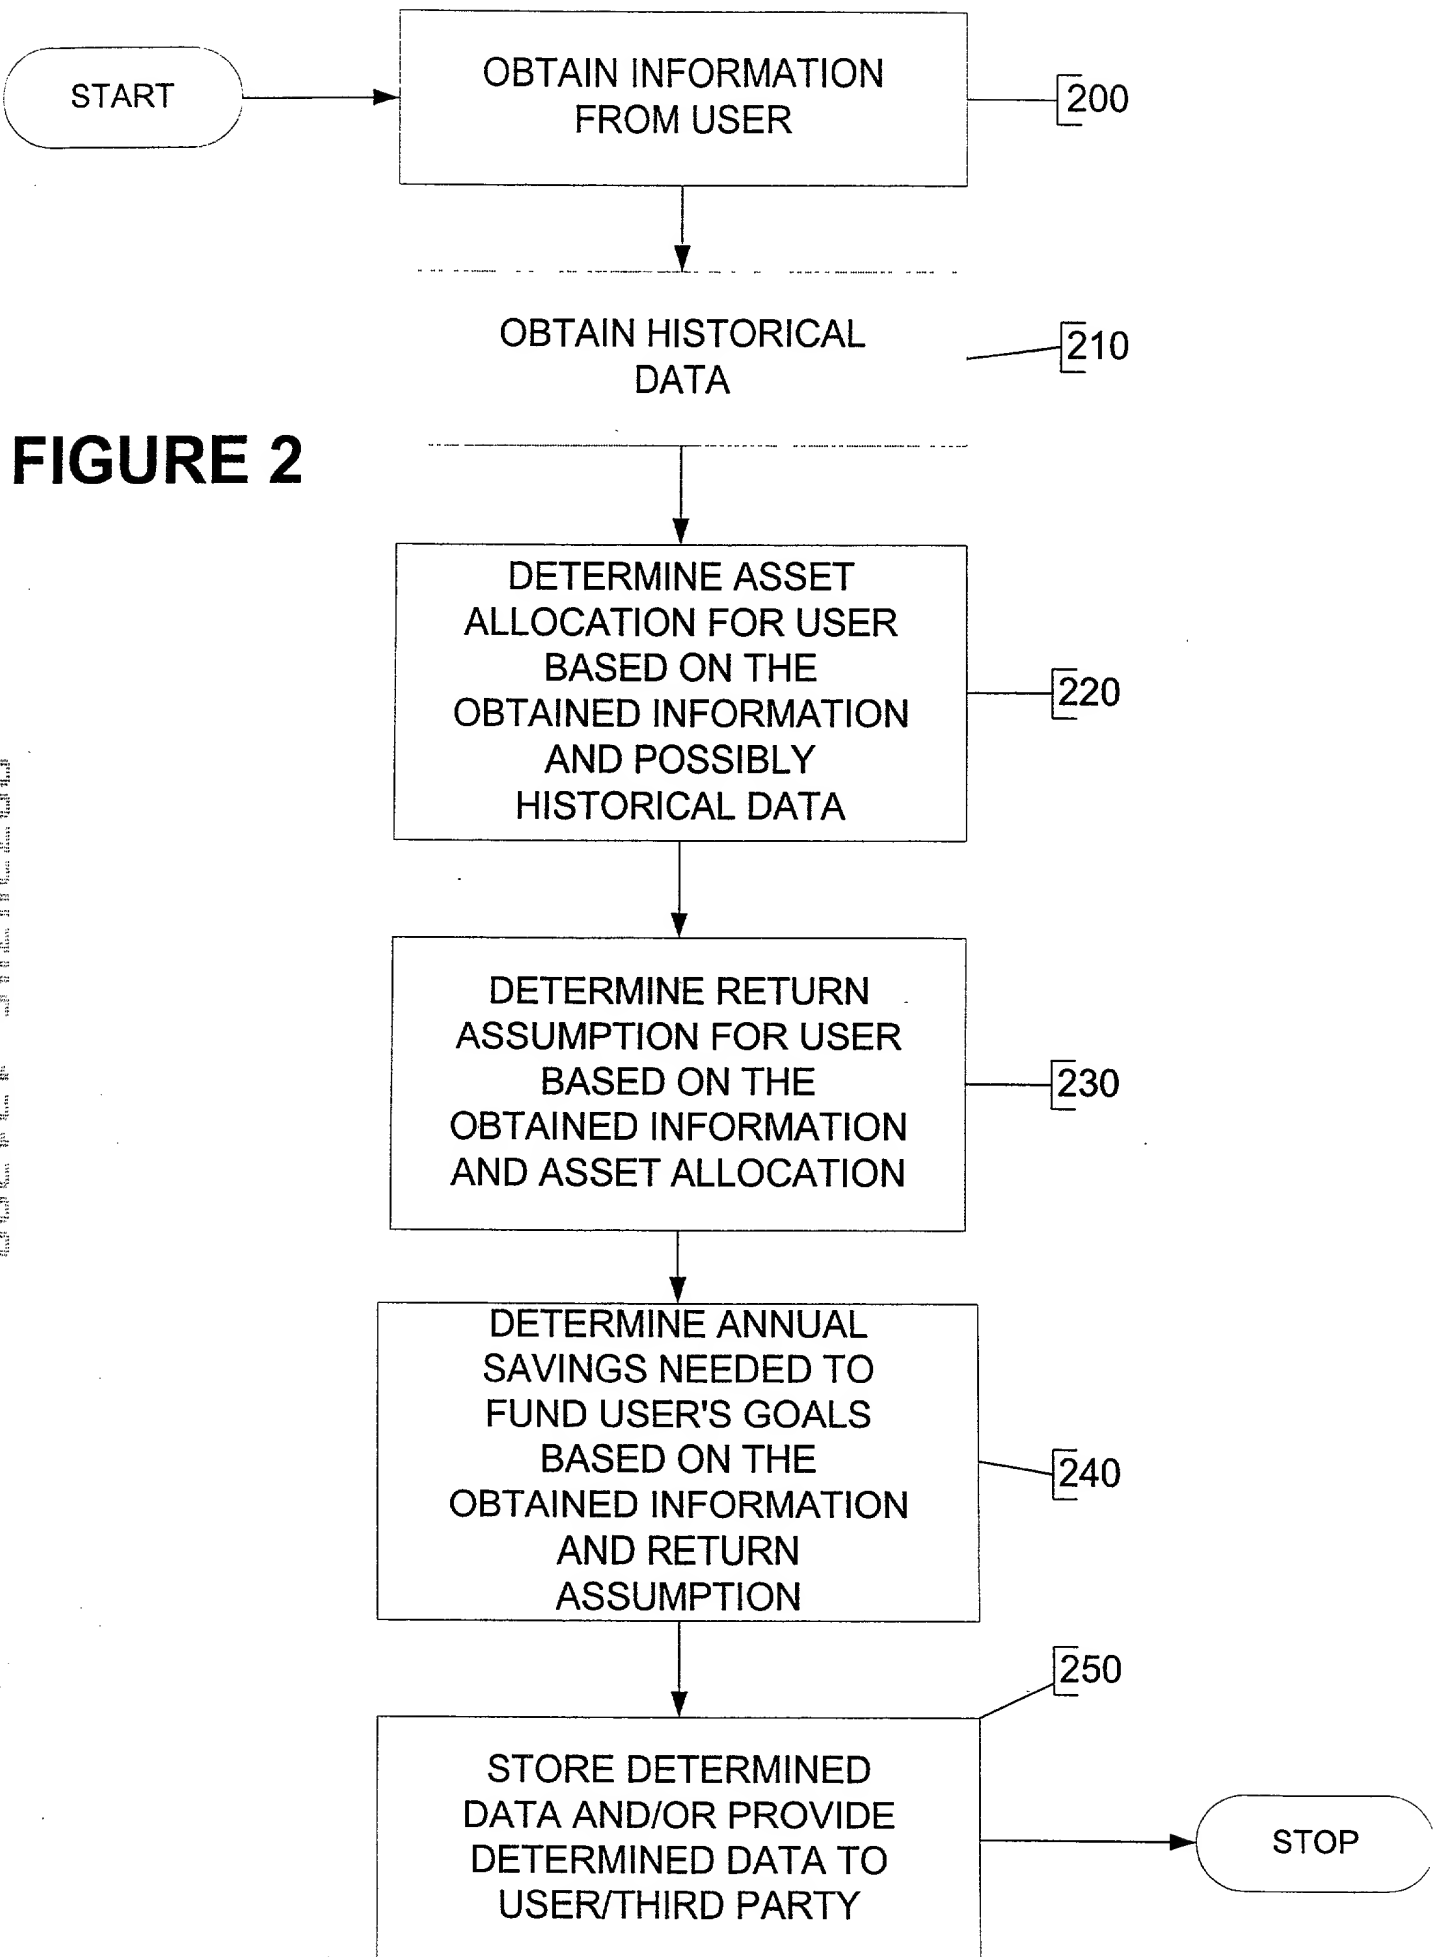 START
OBTAIN INFORMATION
FROM USER
200
OBTAIN HISTORICAL
DATA
210
FIGURE 2
DETERMINE ASSET
ALLOCATION FOR USER
BASED ON THE
OBTAINED INFORMATION
AND POSSIBLY
HISTORICAL DATA
220
DETERMINE RETURN
ASSUMPTION FOR USER
BASED ON THE
OBTAINED INFORMATION
AND ASSET ALLOCATION
230
DETERMINE ANNUAL
SAVINGS NEEDED TO
FUND USER'S GOALS
BASED ON THE
OBTAINED INFORMATION
AND RETURN
ASSUMPTION
240
250
STORE DETERMINED
DATA AND/OR PROVIDE
DETERMINED DATA TO
USER/THIRD PARTY
STOP